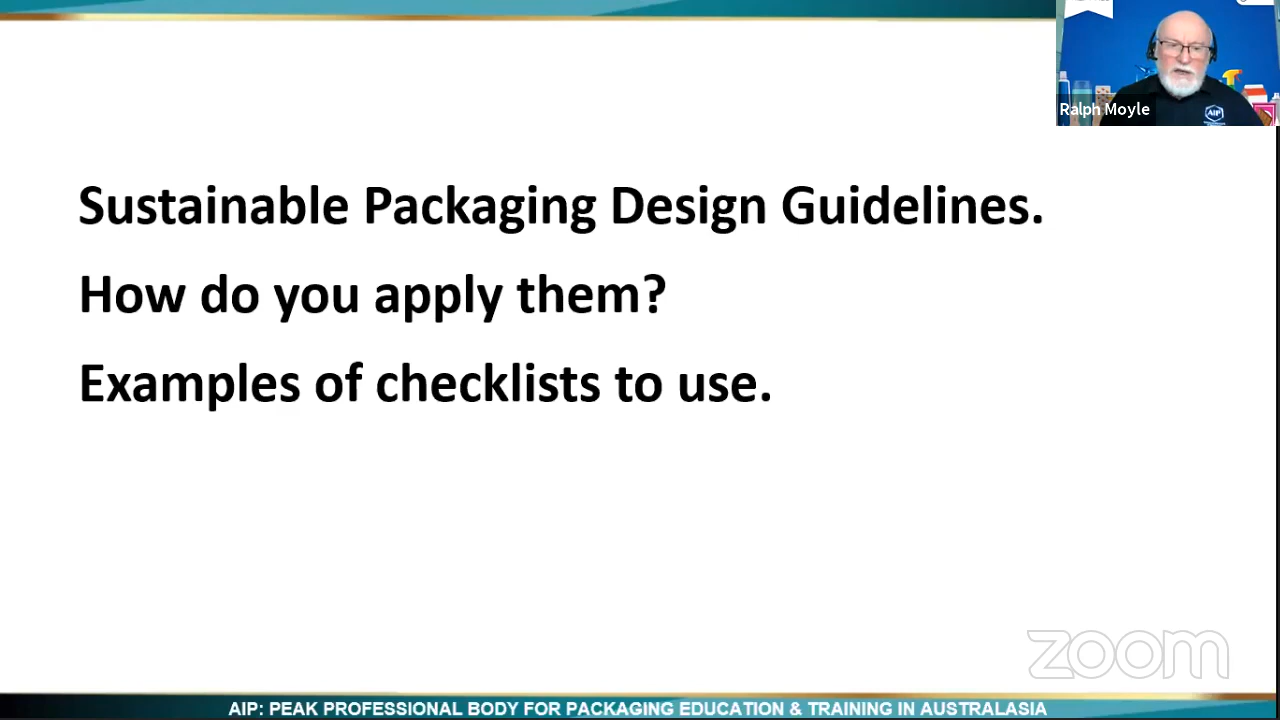 Ralph Moyle
AIP
Sustainable Packaging Design Guidelines.
How do you apply them?
Examples of checklists to use.
zoom
AIP: PEAK PROFESSIONAL BODY FOR PACKAGING EDUCATION & TRAINING IN AUSTRALASIA